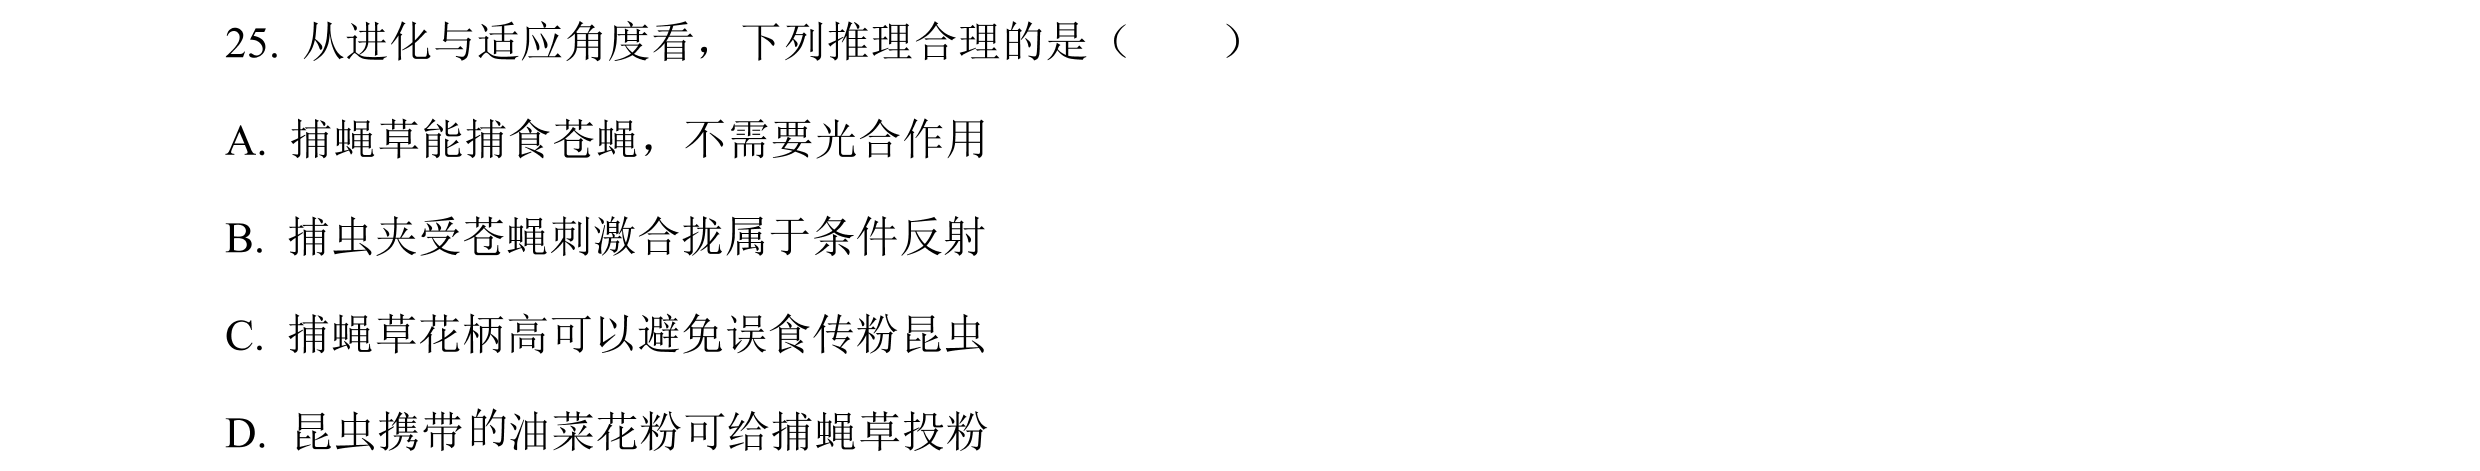 25. 从进化与适应角度看，下列推理合理的是（　　）
A. 捕蝇草能捕食苍蝇，不需要光合作用
B. 捕虫夹受苍蝇刺激合拢属于条件反射
C. 捕蝇草花柄高可以避免误食传粉昆虫
D. 昆虫携带的油菜花粉可给捕蝇草投粉